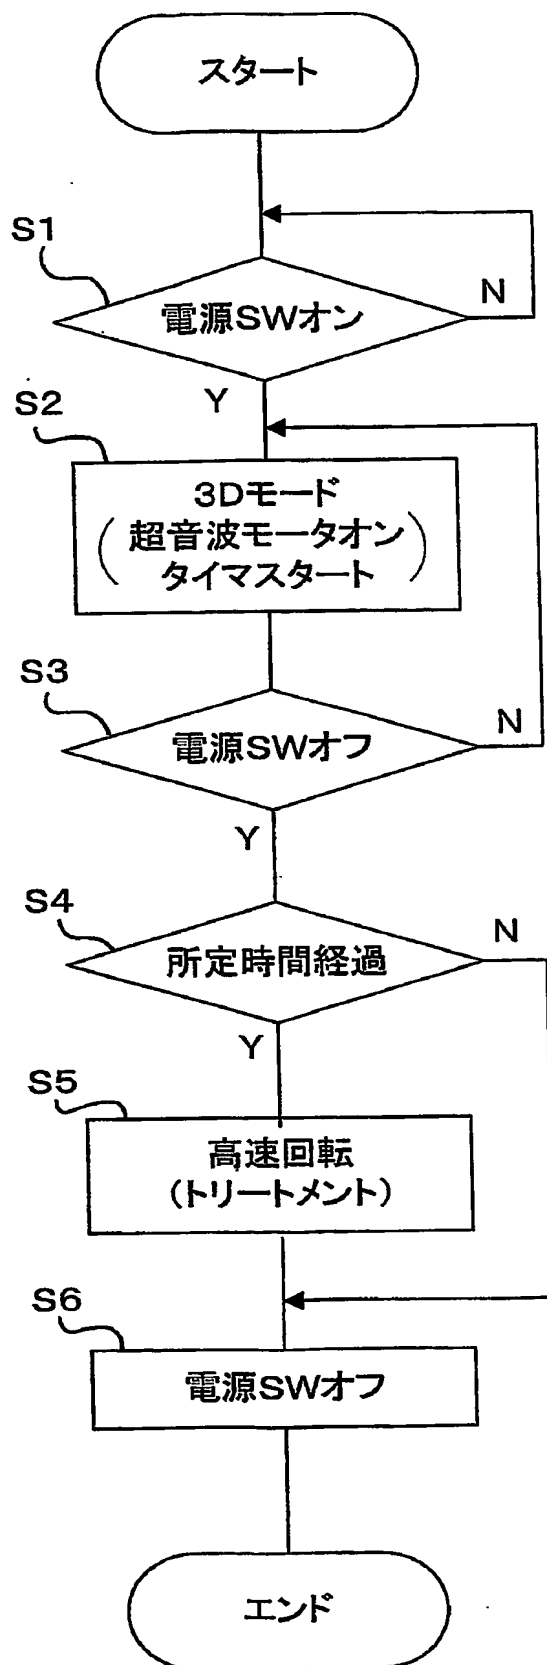 スタート
S1
電源SWオン
N
Y
S2
3Dモード
(超音波モータオン
タイマスタート)
S3
電源SWオフ
N
Y
S4
所定時間経過
N
Y
S5
高速回転
(トリートメント)
S6
電源SWオフ
エンド